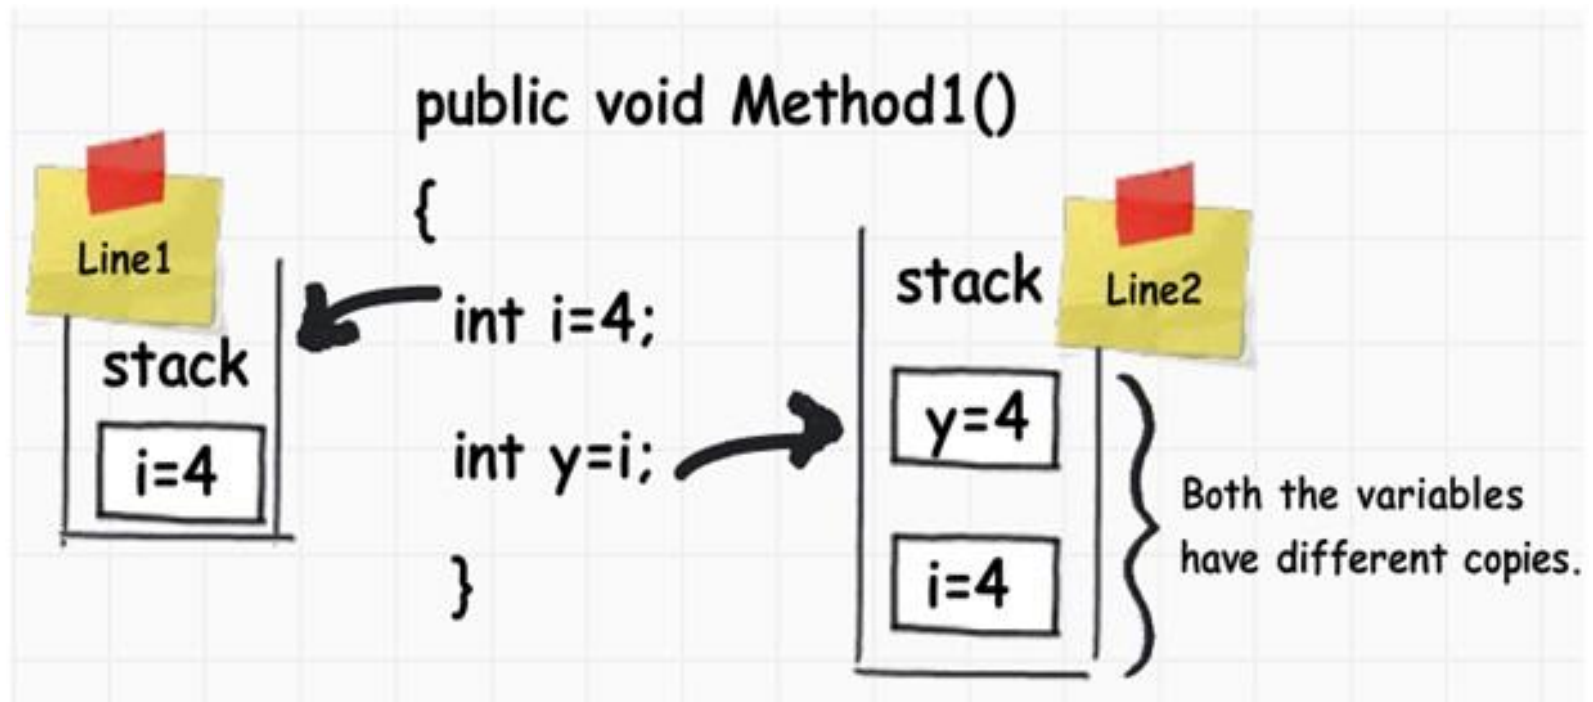 public void Method1()
{
Line1
stack
i=4
int i=4;
int y=i;
}
stack
Line2
y=4
i=4
Both the variables
have different copies.